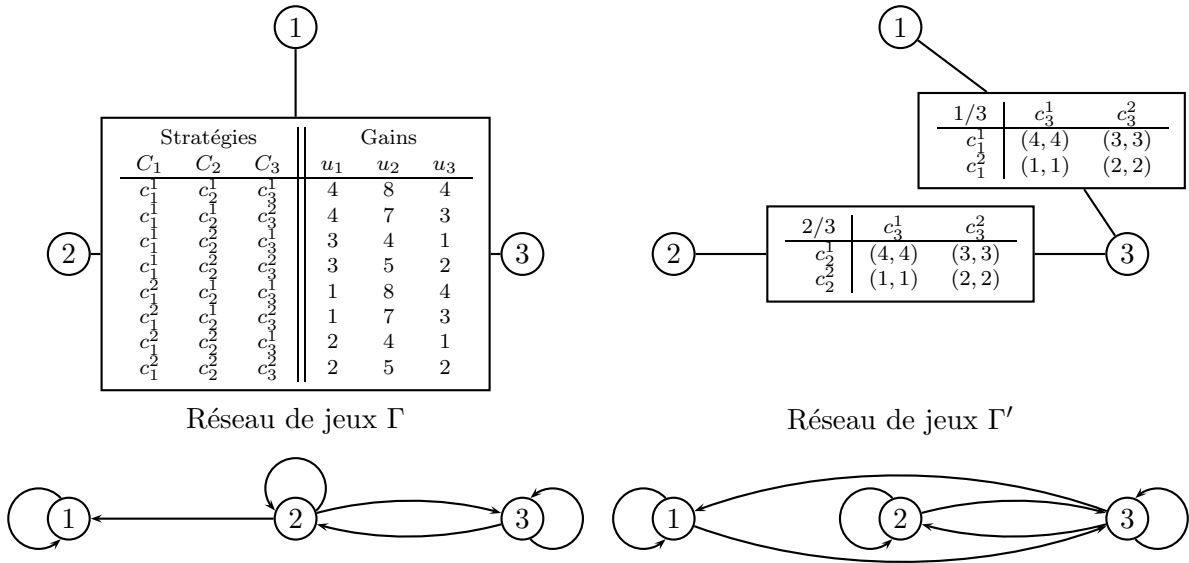 1
Stratégies Gains
C₁ C₂ C₃ u₁ u₂ u₃
c₁¹ c₂¹ c₃¹ 4 8 4
c₁¹ c₂¹ c₃² 4 7 3
c₁¹ c₂² c₃¹ 3 4 1
c₁¹ c₂² c₃² 3 5 2
c₁² c₂¹ c₃¹ 1 8 4
c₁² c₂¹ c₃² 1 7 3
c₁² c₂² c₃¹ 2 4 1
c₁² c₂² c₃² 2 5 2
2
3
Réseau de jeux Γ
1
1/3 c₃¹ c₃²
c₁¹ (4, 4) (3, 3)
c₁² (1, 1) (2, 2)
2
2/3 c₃¹ c₃²
c₂¹ (4, 4) (3, 3)
c₂² (1, 1) (2, 2)
3
Réseau de jeux Γ′
1 2 3
1 2 3